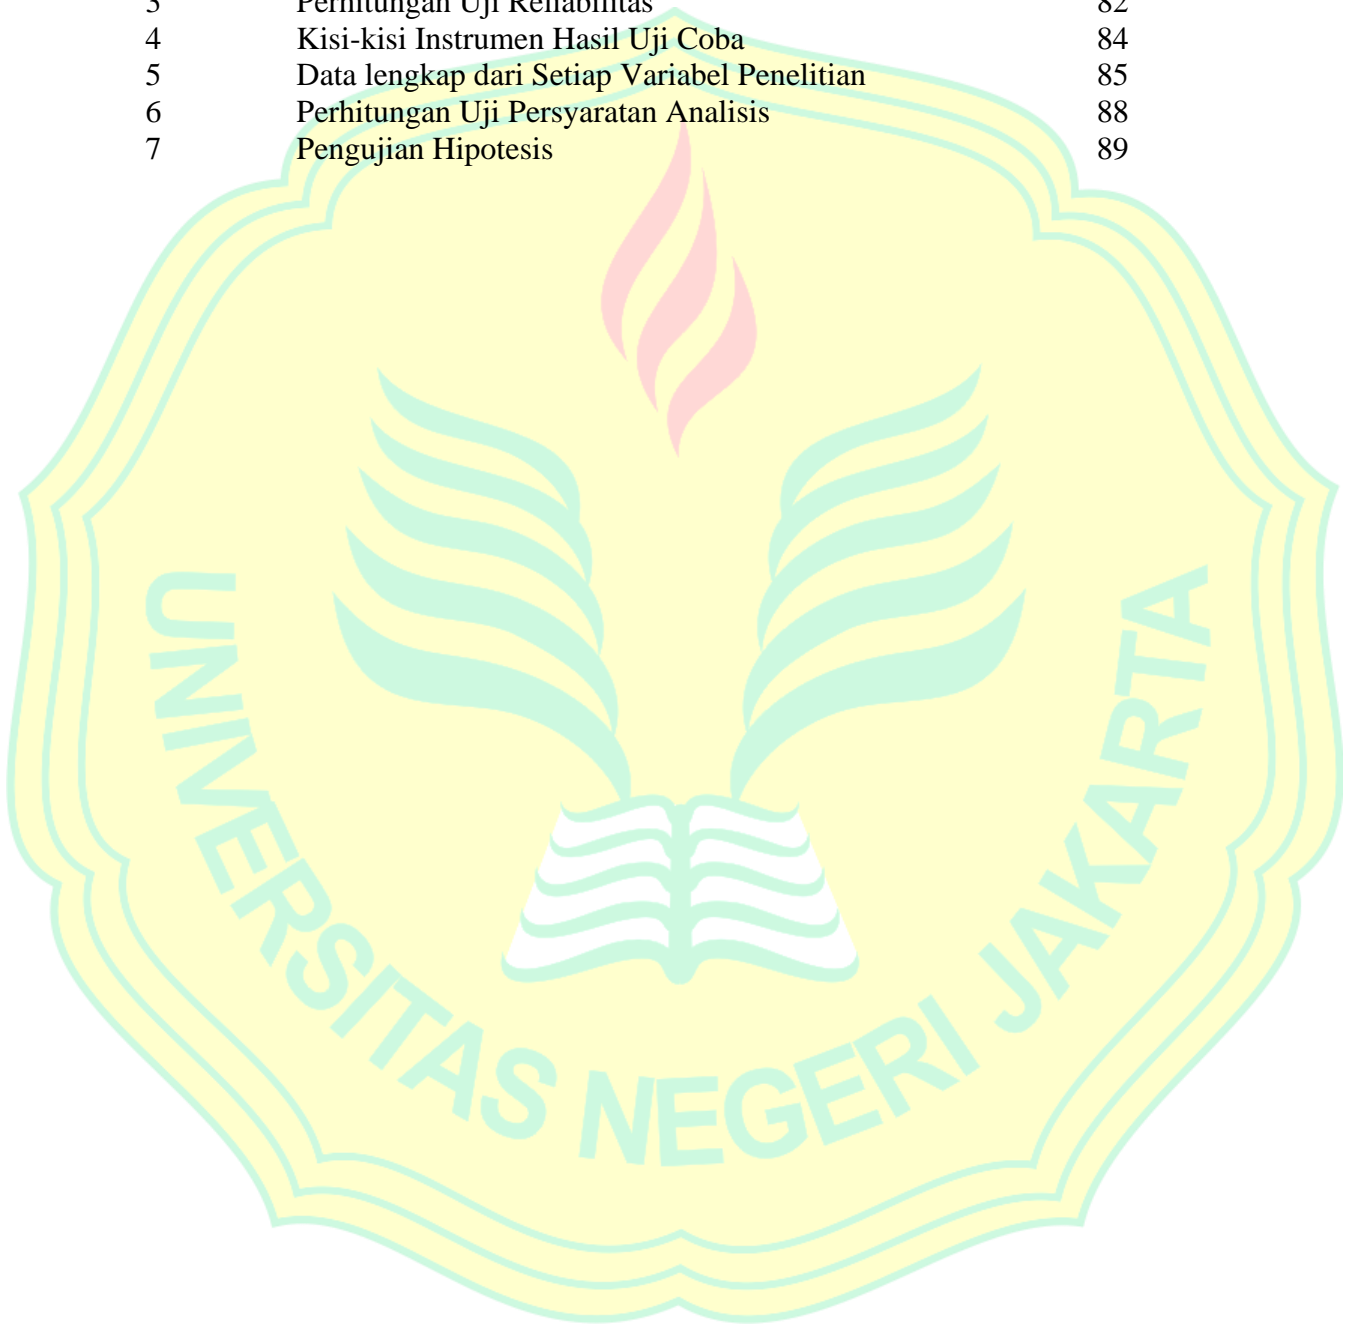 3 Perhitungan Uji Reliabilitas 82
4 Kisi-kisi Instrumen Hasil Uji Coba 84
5 Data lengkap dari Setiap Variabel Penelitian 85
6 Perhitungan Uji Persyaratan Analisis 88
7 Pengujian Hipotesis 89
UNIVERSITAS NEGERI JAKARTA